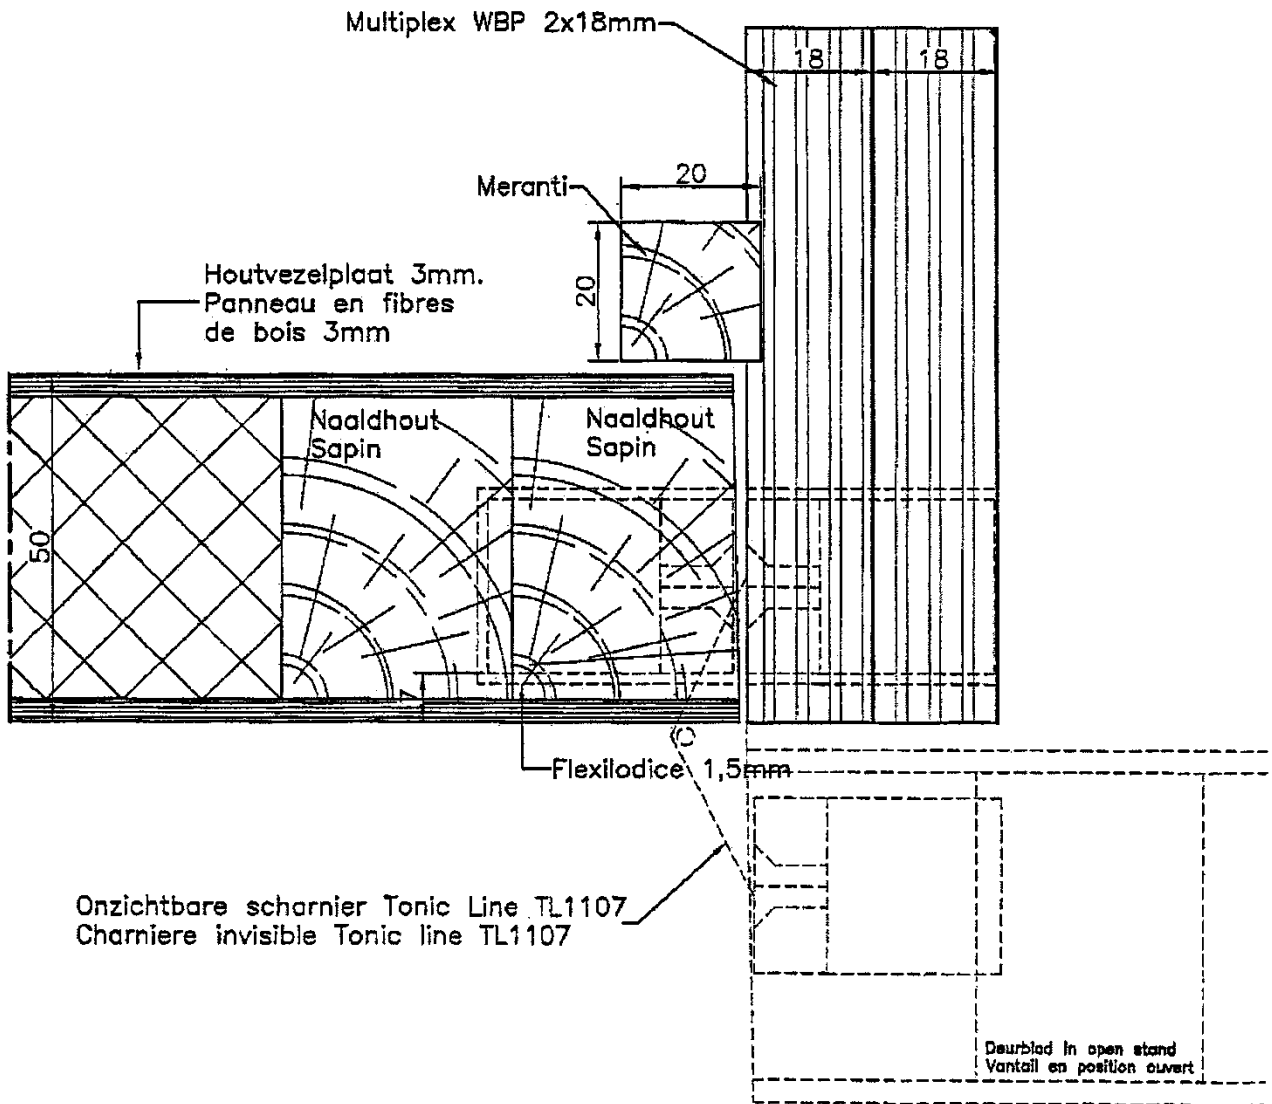 Multiplex WBP 2x18mm
18
18
20
Meranti
20
Houtvezelplaat 3mm.
Panneau en fibres
de bois 3mm
Naaldhout
Sapin
Naaldhout
Sapin
50
7
Flexilodice 1,5mm
Onzichtbare scharnier Tonic Line TL1107
Charniere invisible Tonic line TL1107
Deurblad in open stand
Vantail en position ouvert